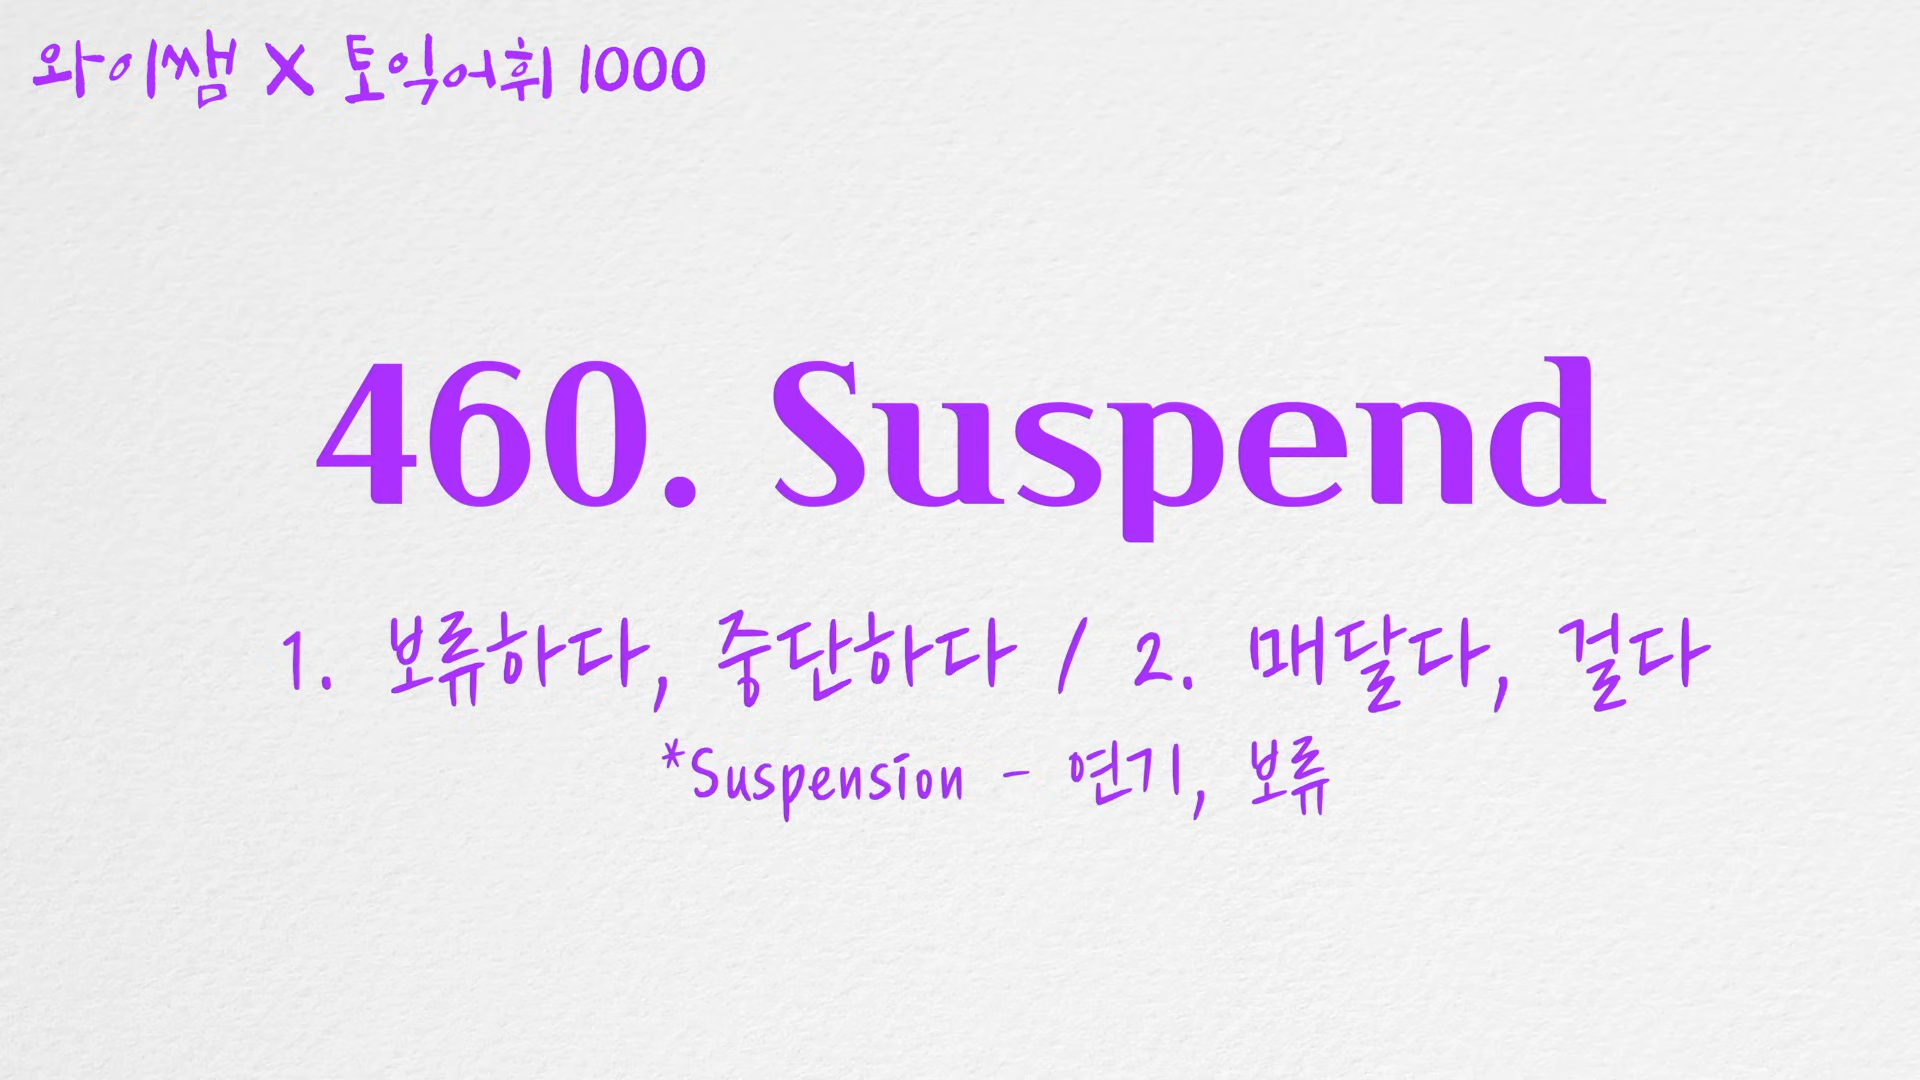 와이쌤 X 토익어휘 1000
460. Suspend
1. 보류하다, 중단하다 / 2. 매달다, 걸다
*Suspension - 연기, 보류